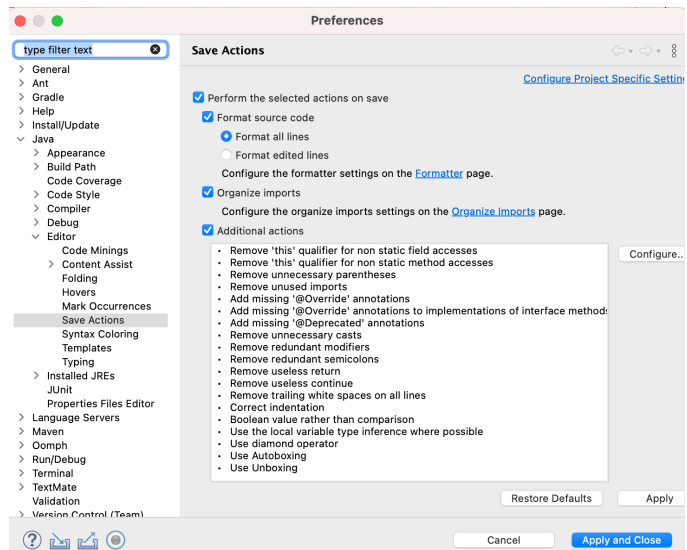 Preferences
type filter text
Save Actions
Configure Project Specific Setting
General
Ant
Gradle
Help
Install/Update
Java
Appearance
Build Path
Code Coverage
Code Style
Compiler
Debug
Editor
Code Minings
Content Assist
Folding
Hovers
Mark Occurrences
Save Actions
Syntax Coloring
Templates
Typing
Installed JREs
JUnit
Properties Files Editor
Language Servers
Maven
Oomph
Run/Debug
Terminal
TextMate
Validation
Version Control (Team)
Perform the selected actions on save
Format source code
Format all lines
Format edited lines
Configure the formatter settings on the Formatter page.
Organize imports
Configure the organize imports settings on the Organize Imports page.
Additional actions
• Remove 'this' qualifier for non static field accesses
• Remove 'this' qualifier for non static method accesses
• Remove unnecessary parentheses
• Remove unused imports
• Add missing '@Override' annotations
• Add missing '@Override' annotations to implementations of interface methods
• Add missing '@Deprecated' annotations
• Remove unnecessary casts
• Remove redundant modifiers
• Remove redundant semicolons
• Remove useless return
• Remove useless continue
• Remove trailing white spaces on all lines
• Correct indentation
• Boolean value rather than comparison
• Use the local variable type inference where possible
• Use diamond operator
• Use Autoboxing
• Use Unboxing
Configure..
Restore Defaults
Apply
?
Cancel
Apply and Close